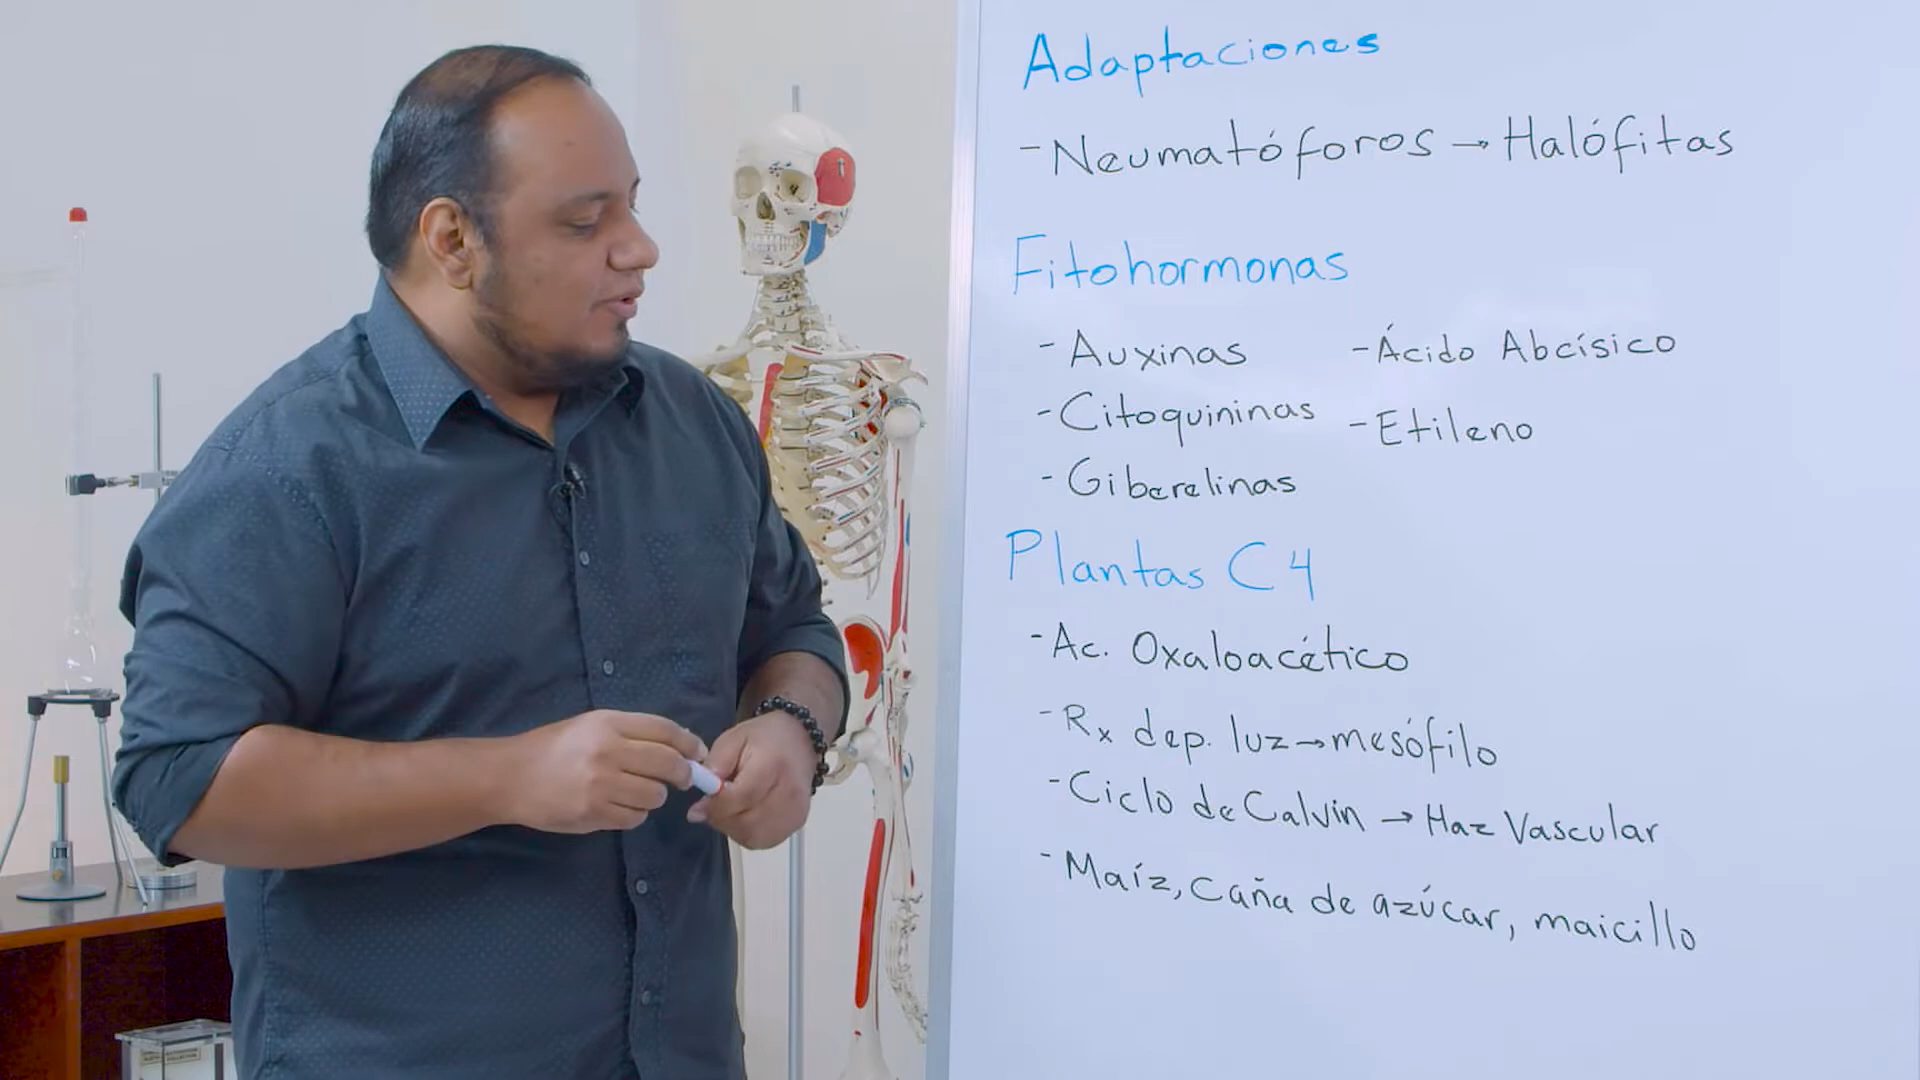 Adaptaciones
- Neumatóforos → Halófitas
Fitohormonas
- Auxinas
- Citoquininas
- Giberelinas
- Ácido Abcísico
- Etileno
Plantas C4
- Ac. Oxaloacético
- Rx dep. luz → mesófilo
- Ciclo de Calvin → Haz Vascular
- Maíz, Caña de azúcar, maicillo